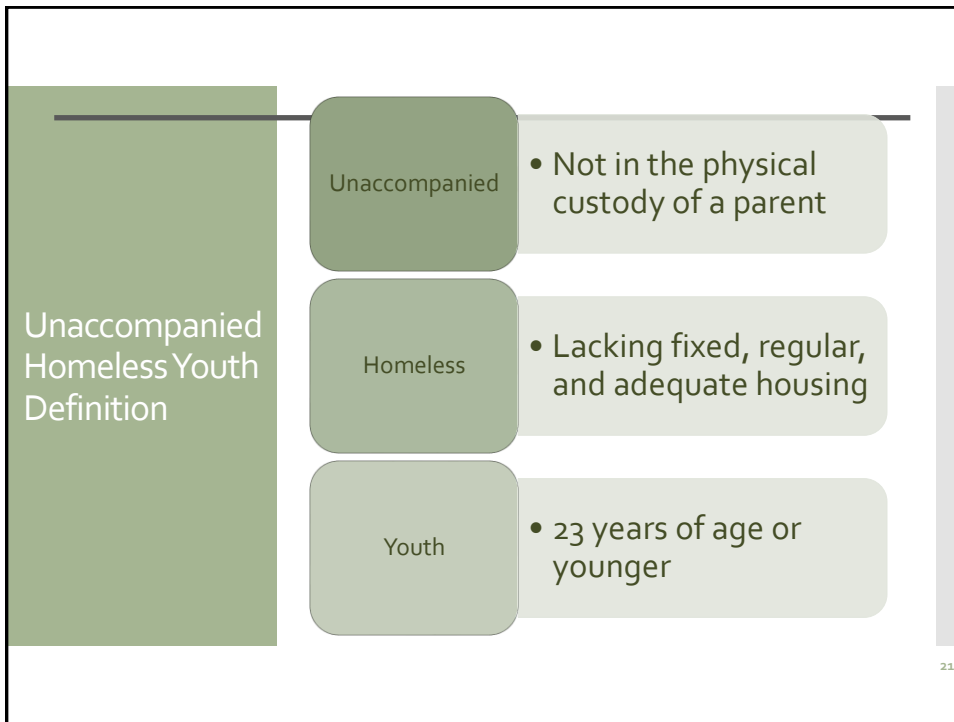 Unaccompanied
Homeless Youth
Definition
Unaccompanied
• Not in the physical
custody of a parent
Homeless
• Lacking fixed, regular,
and adequate housing
Youth
• 23 years of age or
younger
21